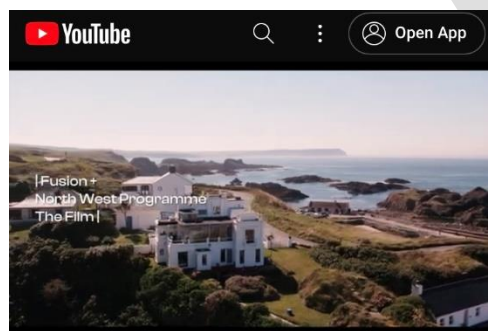 YouTube
Open App
|Fusion +
North West Programme
The Film|